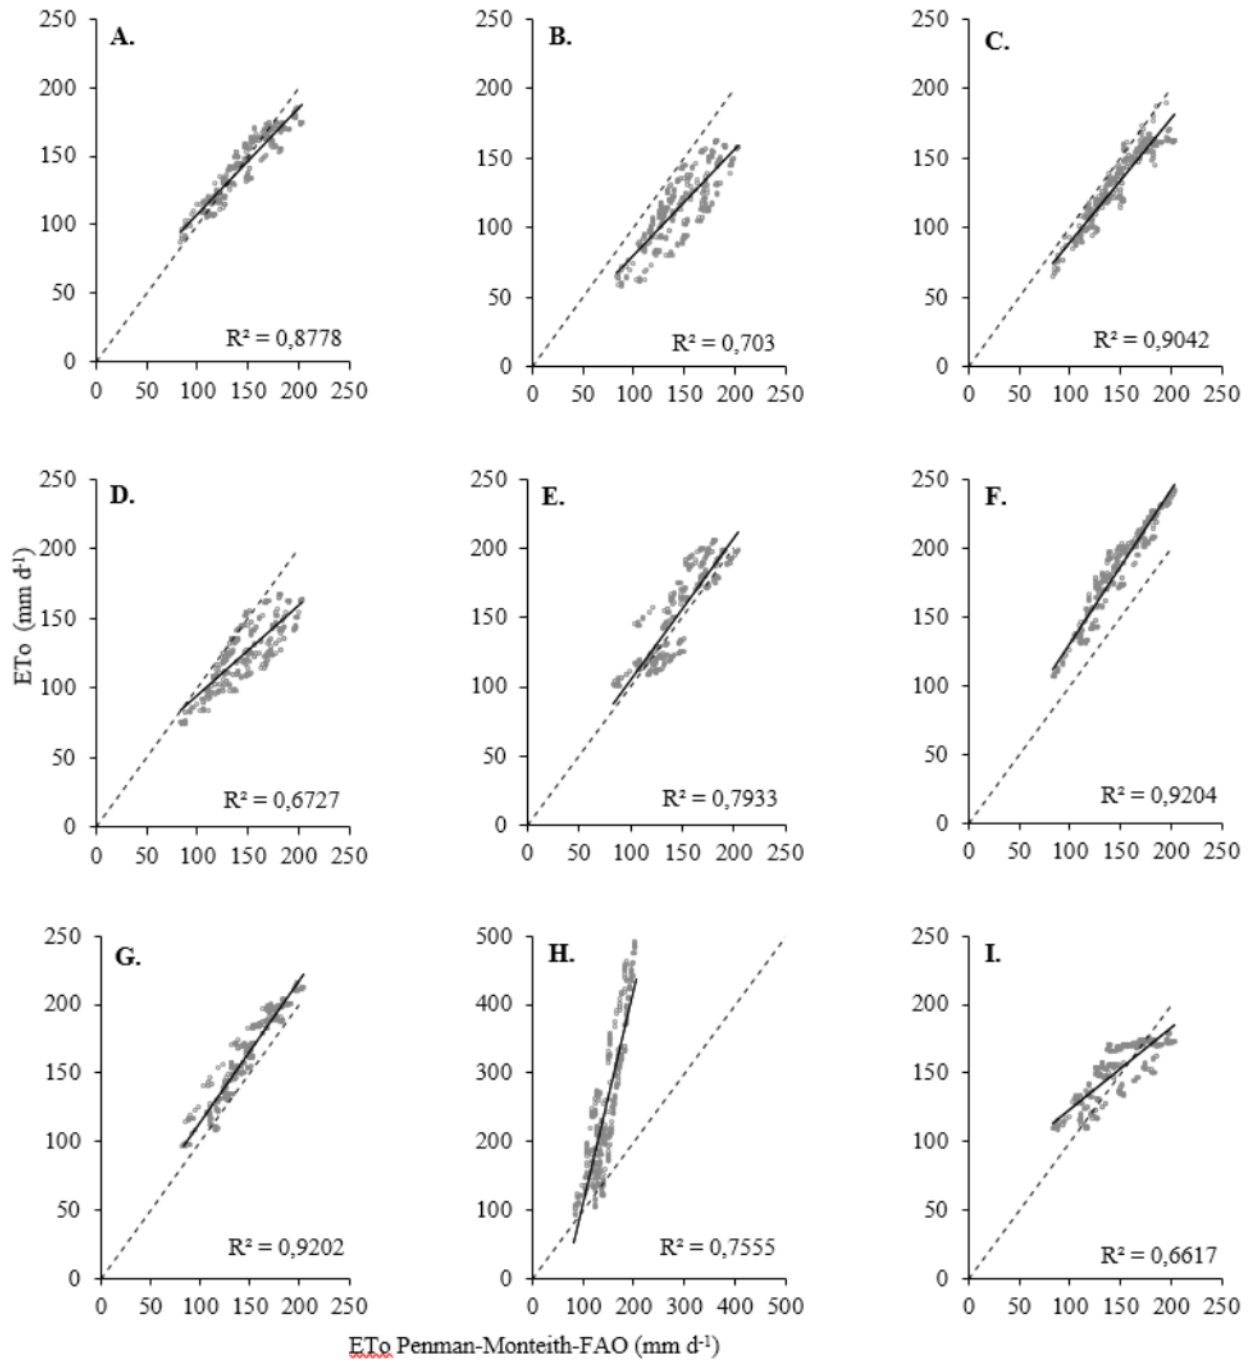 A.
250
200
150
100
50
0
R² = 0,8778
0 50 100 150 200 250
B.
250
200
150
100
50
0
R² = 0,703
0 50 100 150 200 250
C.
250
200
150
100
50
0
R² = 0,9042
0 50 100 150 200 250
ETo (mm d⁻¹)
D.
250
200
150
100
50
0
R² = 0,6727
0 50 100 150 200 250
E.
250
200
150
100
50
0
R² = 0,7933
0 50 100 150 200 250
F.
250
200
150
100
50
0
R² = 0,9204
0 50 100 150 200 250
G.
250
200
150
100
50
0
R² = 0,9202
0 50 100 150 200 250
H.
500
400
300
200
100
0
R² = 0,7555
0 100 200 300 400 500
I.
250
200
150
100
50
0
R² = 0,6617
0 50 100 150 200 250
ETo Penman-Monteith-FAO (mm d⁻¹)